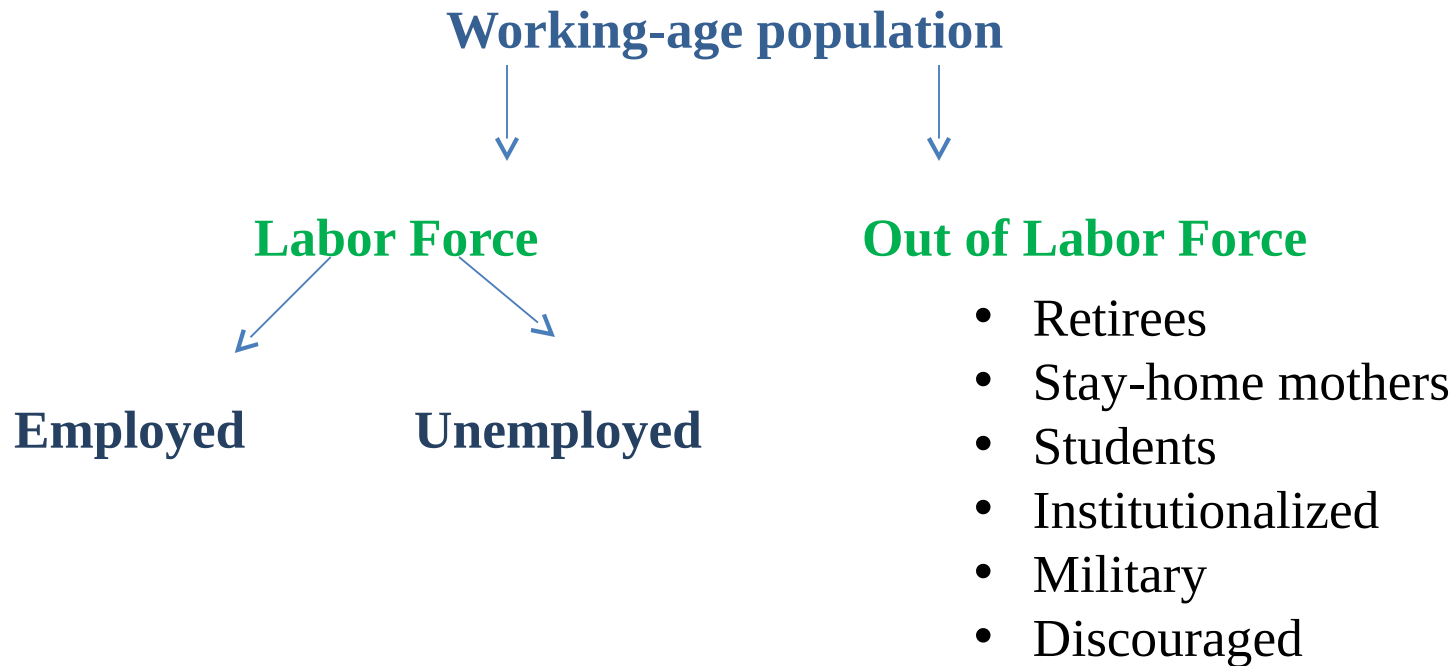 Working-age population
Labor Force
Out of Labor Force
• Retirees
• Stay-home mothers
Employed
Unemployed
• Students
• Institutionalized
• Military
• Discouraged